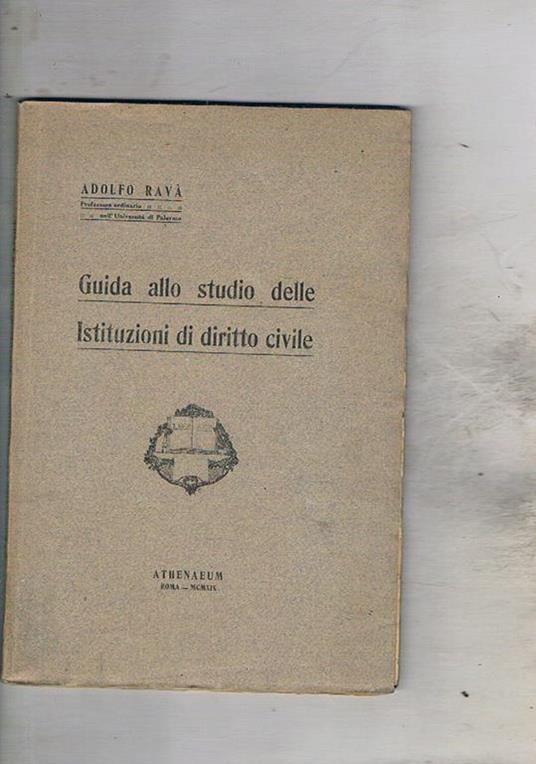 ADOLFO RAVÀ
Professore ordinario
nell'Università di Palermo
Guida allo studio delle
Istituzioni di diritto civile
ATHENAEUM
ROMA — MCMXIX